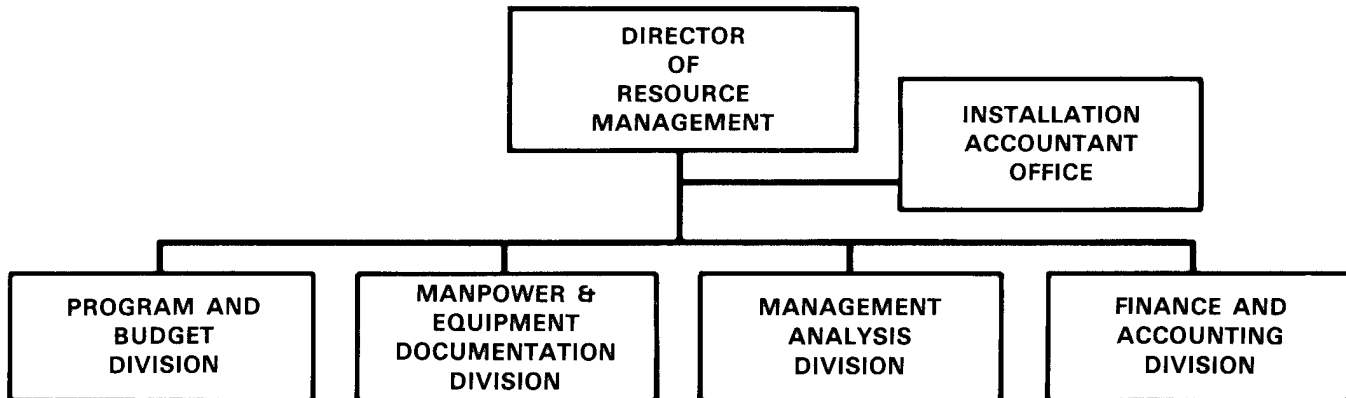 DIRECTOR
OF
RESOURCE
MANAGEMENT
INSTALLATION
ACCOUNTANT
OFFICE
PROGRAM AND
BUDGET
DIVISION
MANPOWER &
EQUIPMENT
DOCUMENTATION
DIVISION
MANAGEMENT
ANALYSIS
DIVISION
FINANCE AND
ACCOUNTING
DIVISION